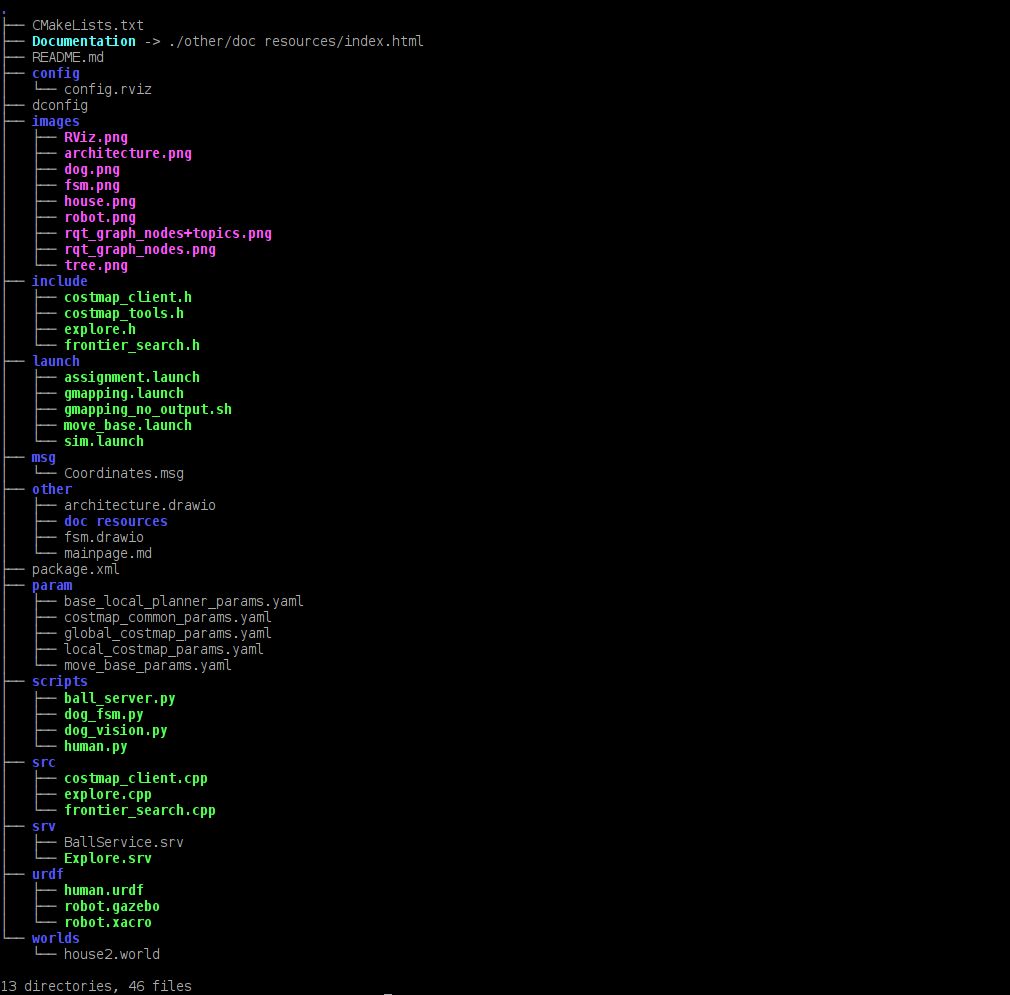 .
├── CMakeLists.txt
├── Documentation -> ./other/doc resources/index.html
├── README.md
├── config
│   └── config.rviz
├── dconfig
├── images
│   ├── RViz.png
│   ├── architecture.png
│   ├── dog.png
│   ├── fsm.png
│   ├── house.png
│   ├── robot.png
│   ├── rqt_graph_nodes+topics.png
│   ├── rqt_graph_nodes.png
│   └── tree.png
├── include
│   ├── costmap_client.h
│   ├── costmap_tools.h
│   ├── explore.h
│   └── frontier_search.h
├── launch
│   ├── assignment.launch
│   ├── gmapping.launch
│   ├── gmapping_no_output.sh
│   ├── move_base.launch
│   └── sim.launch
├── msg
│   └── Coordinates.msg
├── other
│   ├── architecture.drawio
│   ├── doc resources
│   ├── fsm.drawio
│   └── mainpage.md
├── package.xml
├── param
│   ├── base_local_planner_params.yaml
│   ├── costmap_common_params.yaml
│   ├── global_costmap_params.yaml
│   ├── local_costmap_params.yaml
│   └── move_base_params.yaml
├── scripts
│   ├── ball_server.py
│   ├── dog_fsm.py
│   ├── dog_vision.py
│   └── human.py
├── src
│   ├── costmap_client.cpp
│   ├── explore.cpp
│   └── frontier_search.cpp
├── srv
│   ├── BallService.srv
│   └── Explore.srv
├── urdf
│   ├── human.urdf
│   ├── robot.gazebo
│   └── robot.xacro
└── worlds
    └── house2.world
13 directories, 46 files